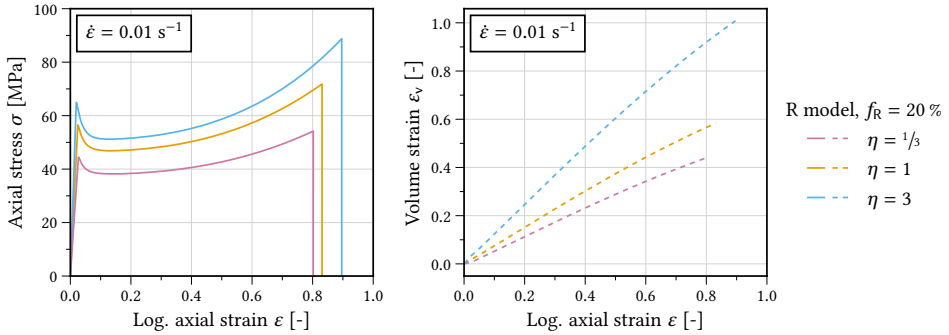 100
80
60
40
20
0
0.0 0.2 0.4 0.6 0.8 1.0
Axial stress σ [MPa]
Log. axial strain ε [-]
ε̇ = 0.01 s⁻¹
1.0
0.8
0.6
0.4
0.2
0.0
0.0 0.2 0.4 0.6 0.8 1.0
Volume strain εᵥ [-]
Log. axial strain ε [-]
ε̇ = 0.01 s⁻¹
R model, f_R = 20 %
η = 1/3
η = 1
η = 3